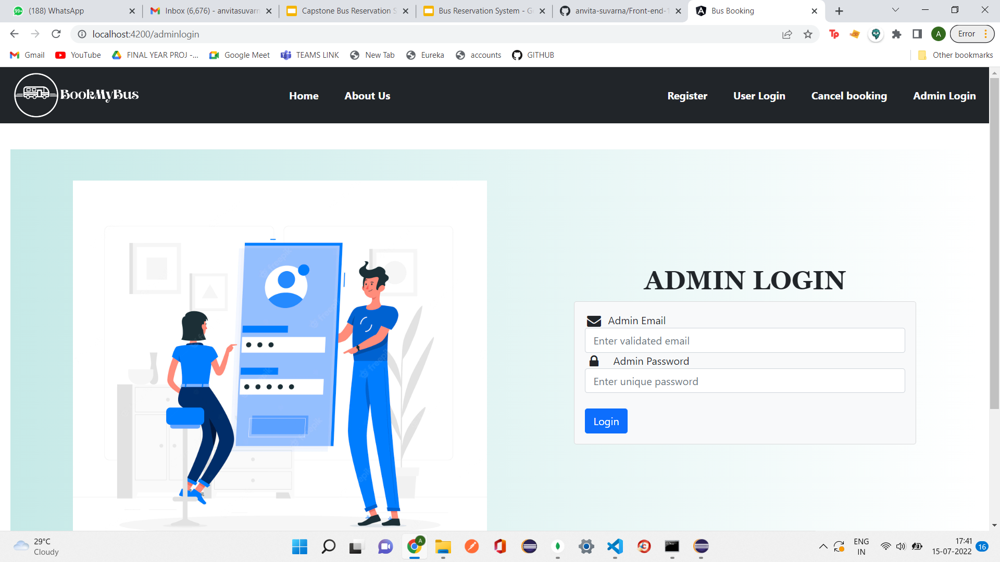 (188) WhatsApp
Inbox (6,676) - anvitasuvarn
Capstone Bus Reservation S
Bus Reservation System - Go
anvita-suvarna/Front-end-1
Bus Booking
localhost:4200/adminlogin
Tp
A
Error
Gmail
YouTube
FINAL YEAR PROJ -...
Google Meet
TEAMS LINK
New Tab
Eureka
accounts
GITHUB
Other bookmarks
BookMyBus
Home
About Us
Register
User Login
Cancel booking
Admin Login
ADMIN LOGIN
Admin Email
Enter validated email
Admin Password
Enter unique password
Login
29°C
Cloudy
ENG
IN
17:41
15-07-2022
16